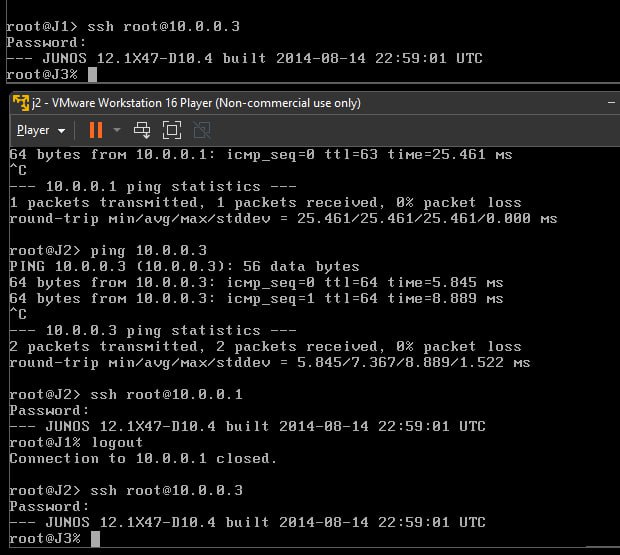 root@J1> ssh root@10.0.0.3
Password:
--- JUNOS 12.1X47-D10.4 built 2014-08-14 22:59:01 UTC
root@J3%
j2 - VMware Workstation 16 Player (Non-commercial use only)
Player
64 bytes from 10.0.0.1: icmp_seq=0 ttl=63 time=25.461 ms
^C
--- 10.0.0.1 ping statistics ---
1 packets transmitted, 1 packets received, 0% packet loss
round-trip min/avg/max/stddev = 25.461/25.461/25.461/0.000 ms
root@J2> ping 10.0.0.3
PING 10.0.0.3 (10.0.0.3): 56 data bytes
64 bytes from 10.0.0.3: icmp_seq=0 ttl=64 time=5.845 ms
64 bytes from 10.0.0.3: icmp_seq=1 ttl=64 time=8.889 ms
^C
--- 10.0.0.3 ping statistics ---
2 packets transmitted, 2 packets received, 0% packet loss
round-trip min/avg/max/stddev = 5.845/7.367/8.889/1.522 ms
root@J2> ssh root@10.0.0.1
Password:
--- JUNOS 12.1X47-D10.4 built 2014-08-14 22:59:01 UTC
root@J1% logout
Connection to 10.0.0.1 closed.
root@J2> ssh root@10.0.0.3
Password:
--- JUNOS 12.1X47-D10.4 built 2014-08-14 22:59:01 UTC
root@J3%